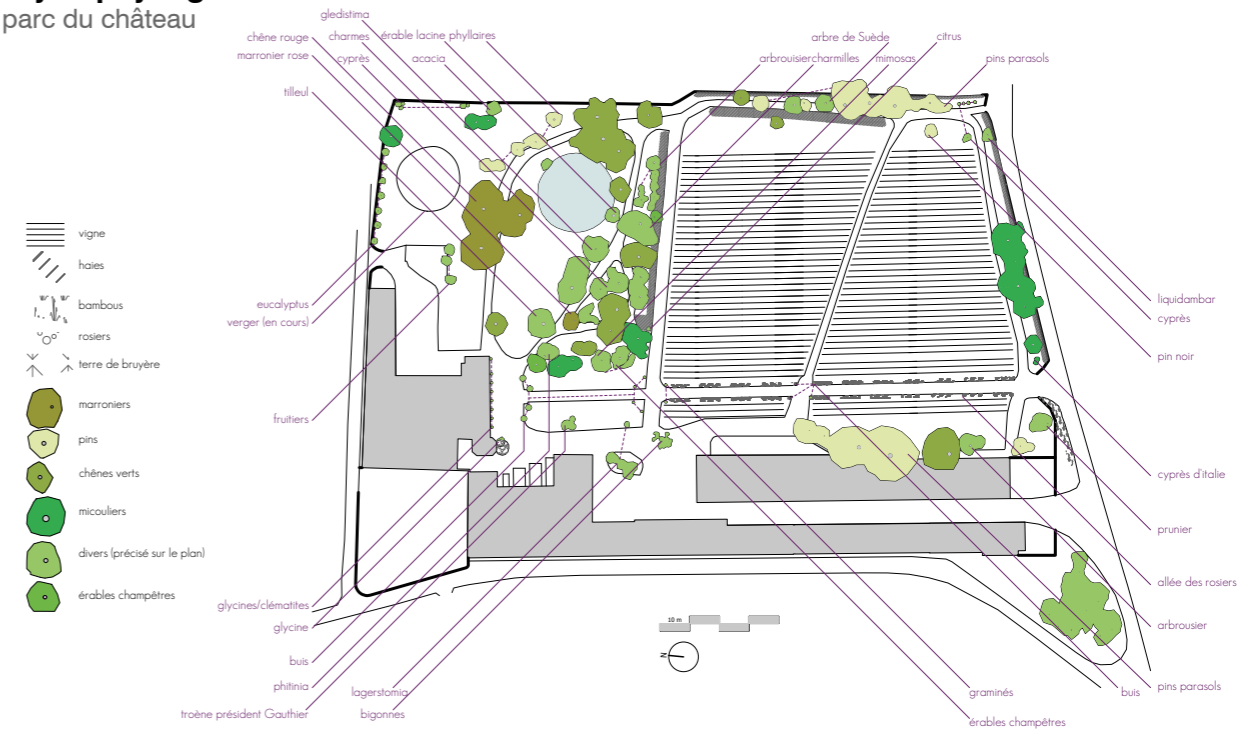 parc du château
gledistima
chêne rouge
charmes
érable lacine
phyllaires
arbre de Suède
citrus
marronier rose
cyprès
acacia
arbrousier
charmilles
mimosas
pins parasols
tilleul
vigne
haies
bambous
rosiers
terre de bruyère
marroniers
pins
chênes verts
micouliers
divers (précisé sur le plan)
érables champêtres
eucalyptus
verger (en cours)
fruitiers
liquidambar
cyprès
pin noir
cyprès d'italie
prunier
allée des rosiers
arbrousier
pins parasols
buis
glycines/clématites
glycine
buis
phitinia
troène président Gauthier
lagerstomia
bigonnes
10 m
N
graminés
érables champêtres